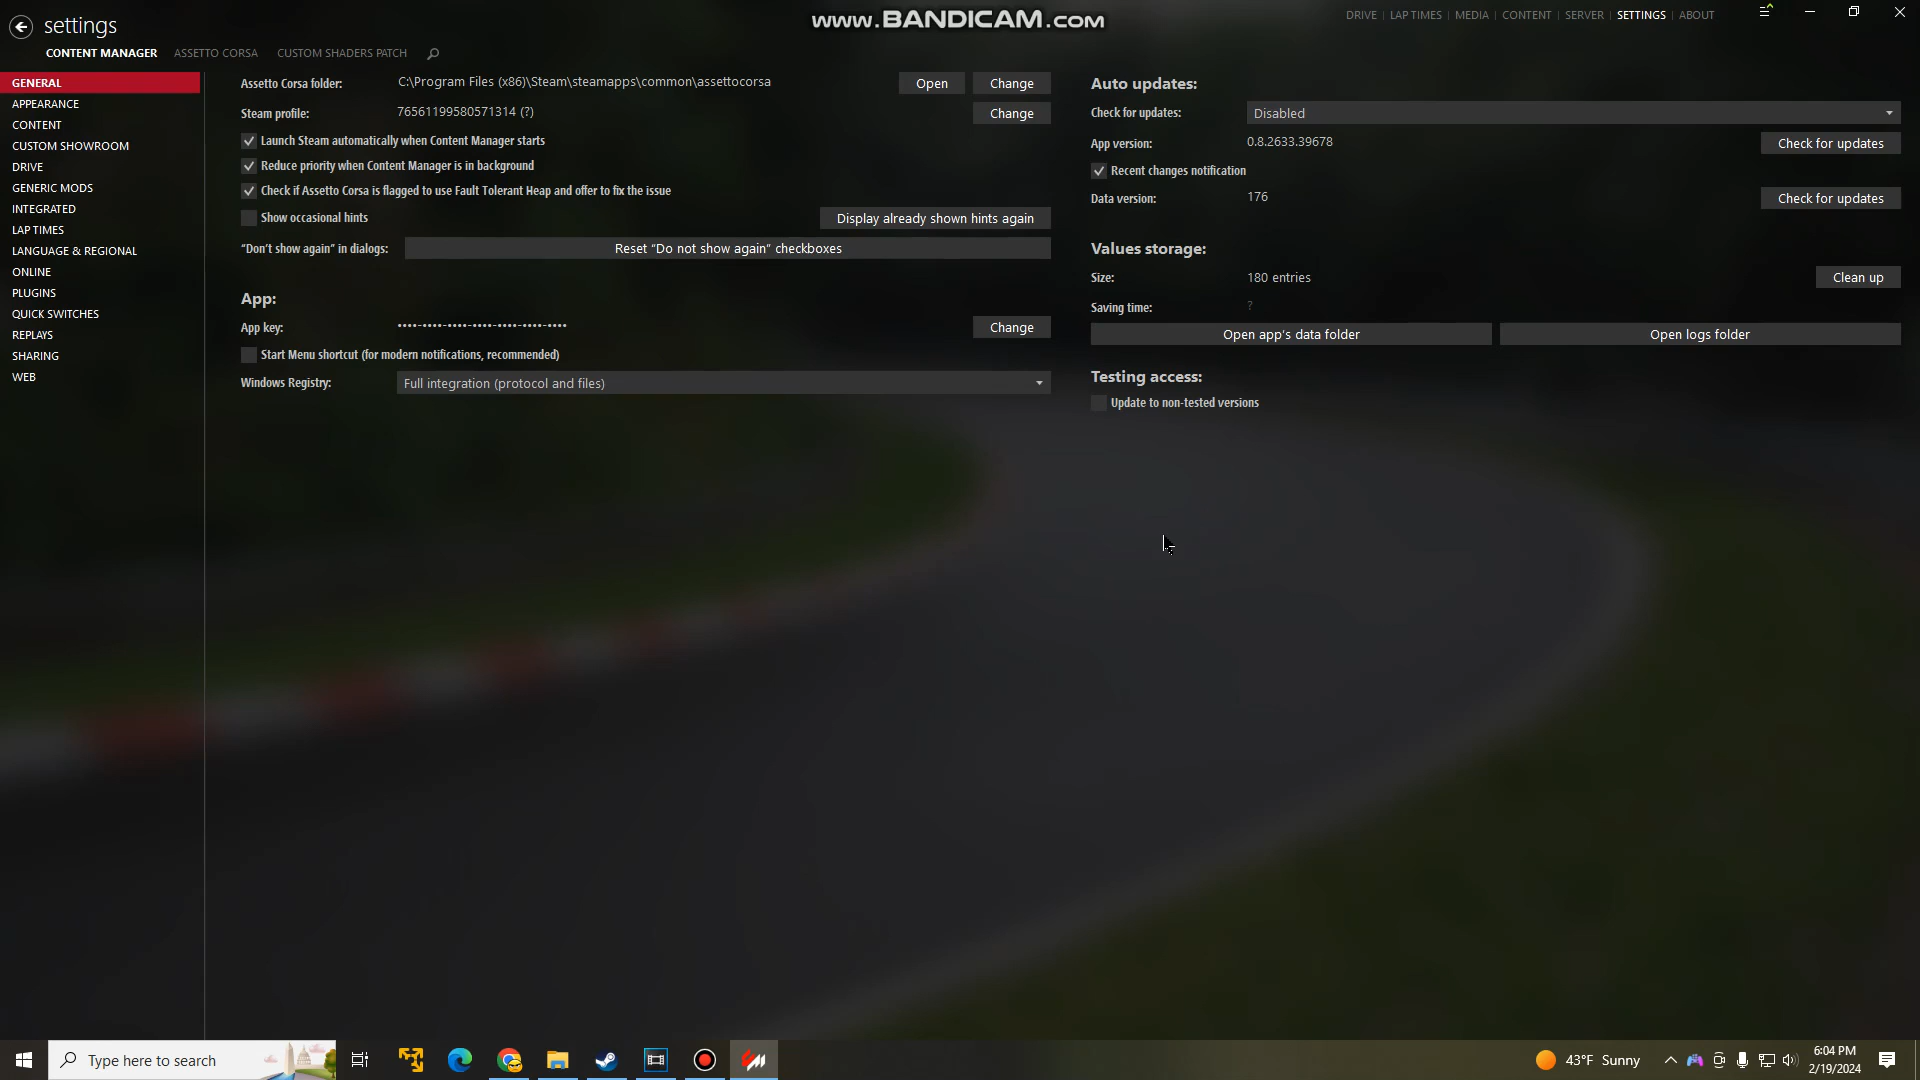 settings
www.BANDICAM.com
DRIVE | LAP TIMES | MEDIA | CONTENT | SERVER | SETTINGS | ABOUT
CONTENT MANAGER ASSETTO CORSA CUSTOM SHADERS PATCH
GENERAL
APPEARANCE
CONTENT
CUSTOM SHOWROOM
DRIVE
GENERIC MODS
INTEGRATED
LAP TIMES
LANGUAGE & REGIONAL
ONLINE
PLUGINS
QUICK SWITCHES
REPLAYS
SHARING
WEB
Assetto Corsa folder: C:\Program Files (x86)\Steam\steamapps\common\assettocorsa Open Change
Steam profile: 76561199580571314 (?) Change
Launch Steam automatically when Content Manager starts
Reduce priority when Content Manager is in background
Check if Assetto Corsa is flagged to use Fault Tolerant Heap and offer to fix the issue
Show occasional hints Display already shown hints again
“Don’t show again” in dialogs: Reset “Do not show again” checkboxes
App:
App key: ••••-••••-••••-••••-••••-••••-•••• Change
Start Menu shortcut (for modern notifications, recommended)
Windows Registry: Full integration (protocol and files)
Auto updates:
Check for updates: Disabled
App version: 0.8.2633.39678 Check for updates
Recent changes notification
Data version: 176 Check for updates
Values storage:
Size: 180 entries Clean up
Saving time: ?
Open app’s data folder Open logs folder
Testing access:
Update to non-tested versions
Type here to search
43°F Sunny
6:04 PM
2/19/2024